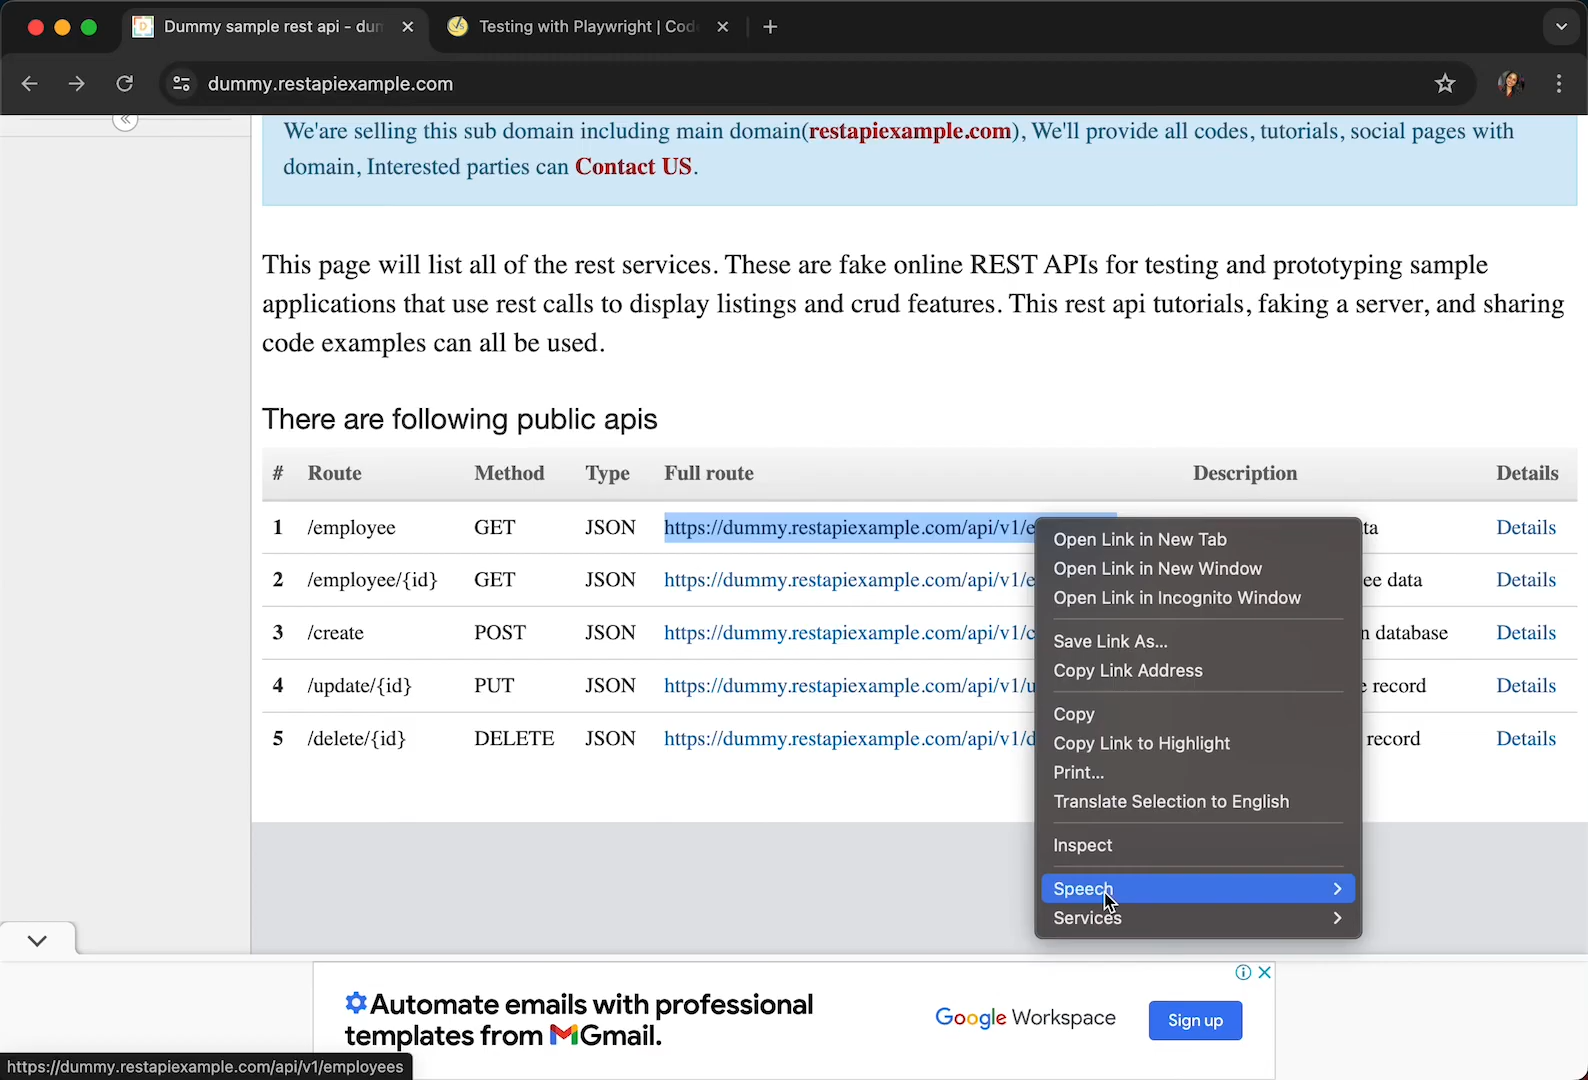 Dummy sample rest api - dum
Testing with Playwright | Code
dummy.restapiexample.com
We'are selling this sub domain including main domain(restapiexample.com), We'll provide all codes, tutorials, social pages with
domain, Interested parties can Contact US.
This page will list all of the rest services. These are fake online REST APIs for testing and prototyping sample
applications that use rest calls to display listings and crud features. This rest api tutorials, faking a server, and sharing
code examples can all be used.
There are following public apis
# Route Method Type Full route Description Details
1 /employee GET JSON https://dummy.restapiexample.com/api/v1/e ta Details
2 /employee/{id} GET JSON https://dummy.restapiexample.com/api/v1/e ee data Details
3 /create POST JSON https://dummy.restapiexample.com/api/v1/c n database Details
4 /update/{id} PUT JSON https://dummy.restapiexample.com/api/v1/u e record Details
5 /delete/{id} DELETE JSON https://dummy.restapiexample.com/api/v1/d record Details
Open Link in New Tab
Open Link in New Window
Open Link in Incognito Window
Save Link As...
Copy Link Address
Copy
Copy Link to Highlight
Print...
Translate Selection to English
Inspect
Speech
Services
Automate emails with professional
templates from Gmail.
Google Workspace
Sign up
https://dummy.restapiexample.com/api/v1/employees